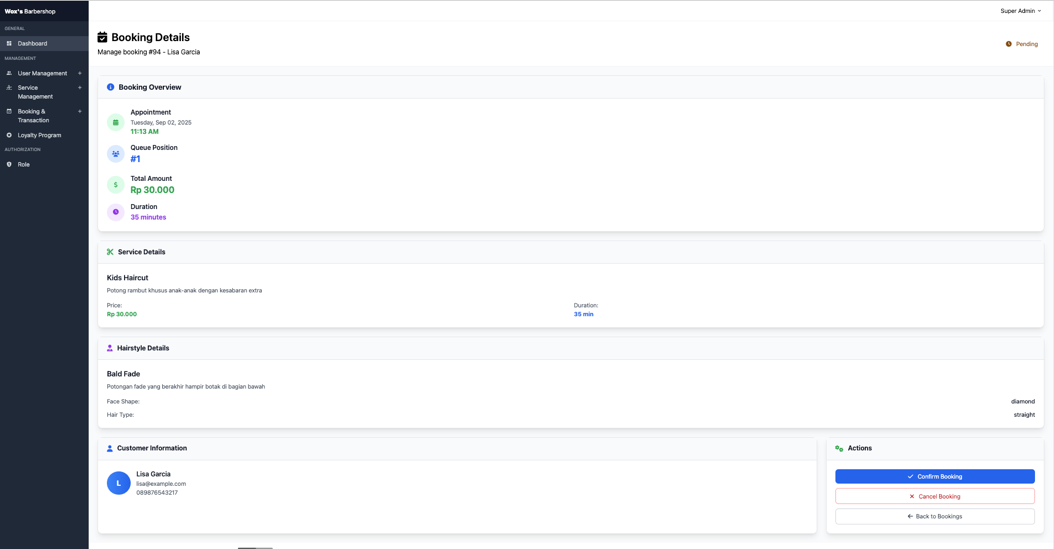 Wox's Barbershop
Super Admin
GENERAL
Dashboard
MANAGEMENT
User Management +
Service Management +
Booking & Transaction +
Loyalty Program
AUTHORIZATION
Role
Booking Details
Manage booking #94 - Lisa Garcia
Pending
Booking Overview
Appointment
Tuesday, Sep 02, 2025
11:13 AM
Queue Position
#1
$
Total Amount
Rp 30.000
Duration
35 minutes
Service Details
Kids Haircut
Potong rambut khusus anak-anak dengan kesabaran extra
Price: Duration:
Rp 30.000 35 min
Hairstyle Details
Bald Fade
Potongan fade yang berakhir hampir botak di bagian bawah
Face Shape: diamond
Hair Type: straight
Customer Information
L
Lisa Garcia
lisa@example.com
089876543217
Actions
Confirm Booking
Cancel Booking
Back to Bookings